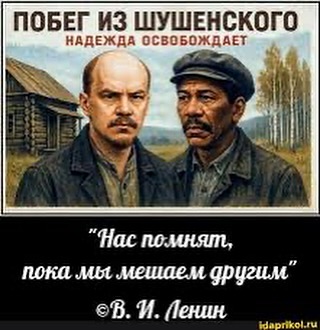 ПОБЕГ ИЗ ШУШЕНСКОГО
НАДЕЖДА ОСВОБОЖДАЕТ
"Нас помнят,
пока мы мешаем другим"
©В. И. Ленин
idaprikol.ru